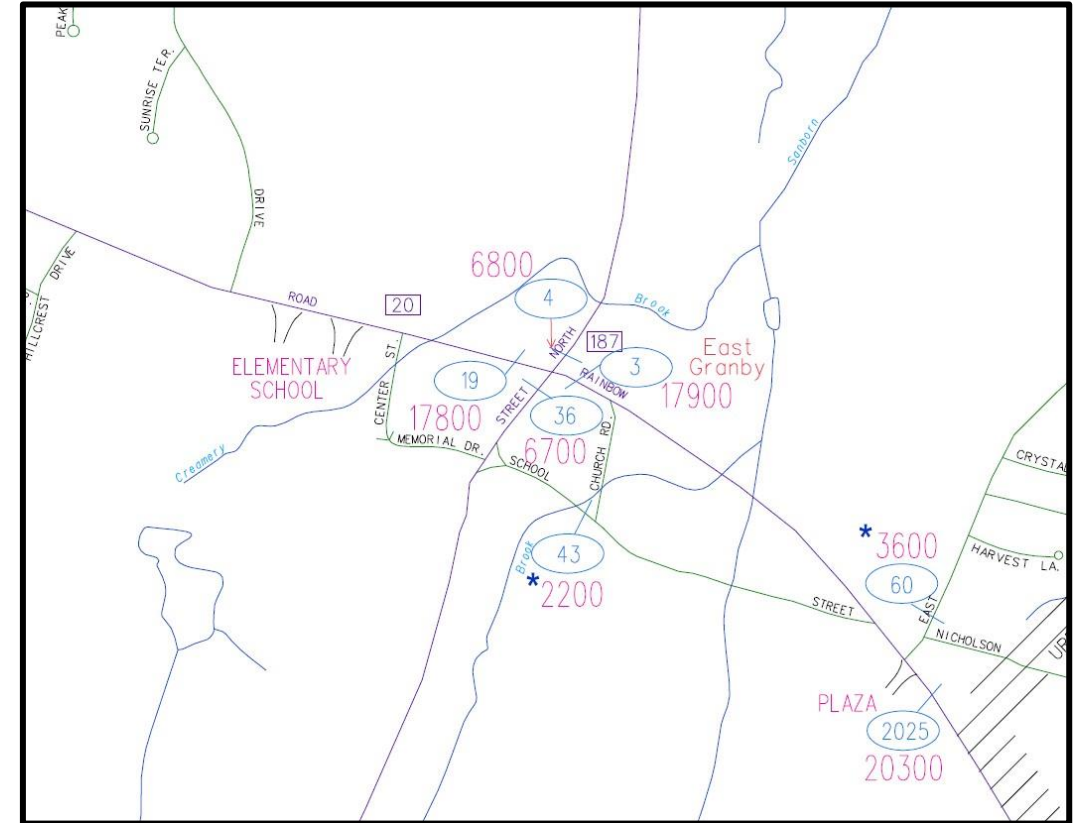 PEAK
SUNRISE TER.
DRIVE
Sanborn
HILLCREST DRIVE
ROAD
20
6800
4
Brook
NORTH
187
East
Granby
ELEMENTARY
SCHOOL
CENTER ST.
19
17800
STREET
RAINBOW
3
17900
36
6700
MEMORIAL DR.
SCHOOL
CHURCH RD.
Creamery
CRYSTA
Brook
43
*2200
*3600
60
HARVEST LA.
EAST
STREET
NICHOLSON
PLAZA
2025
20300